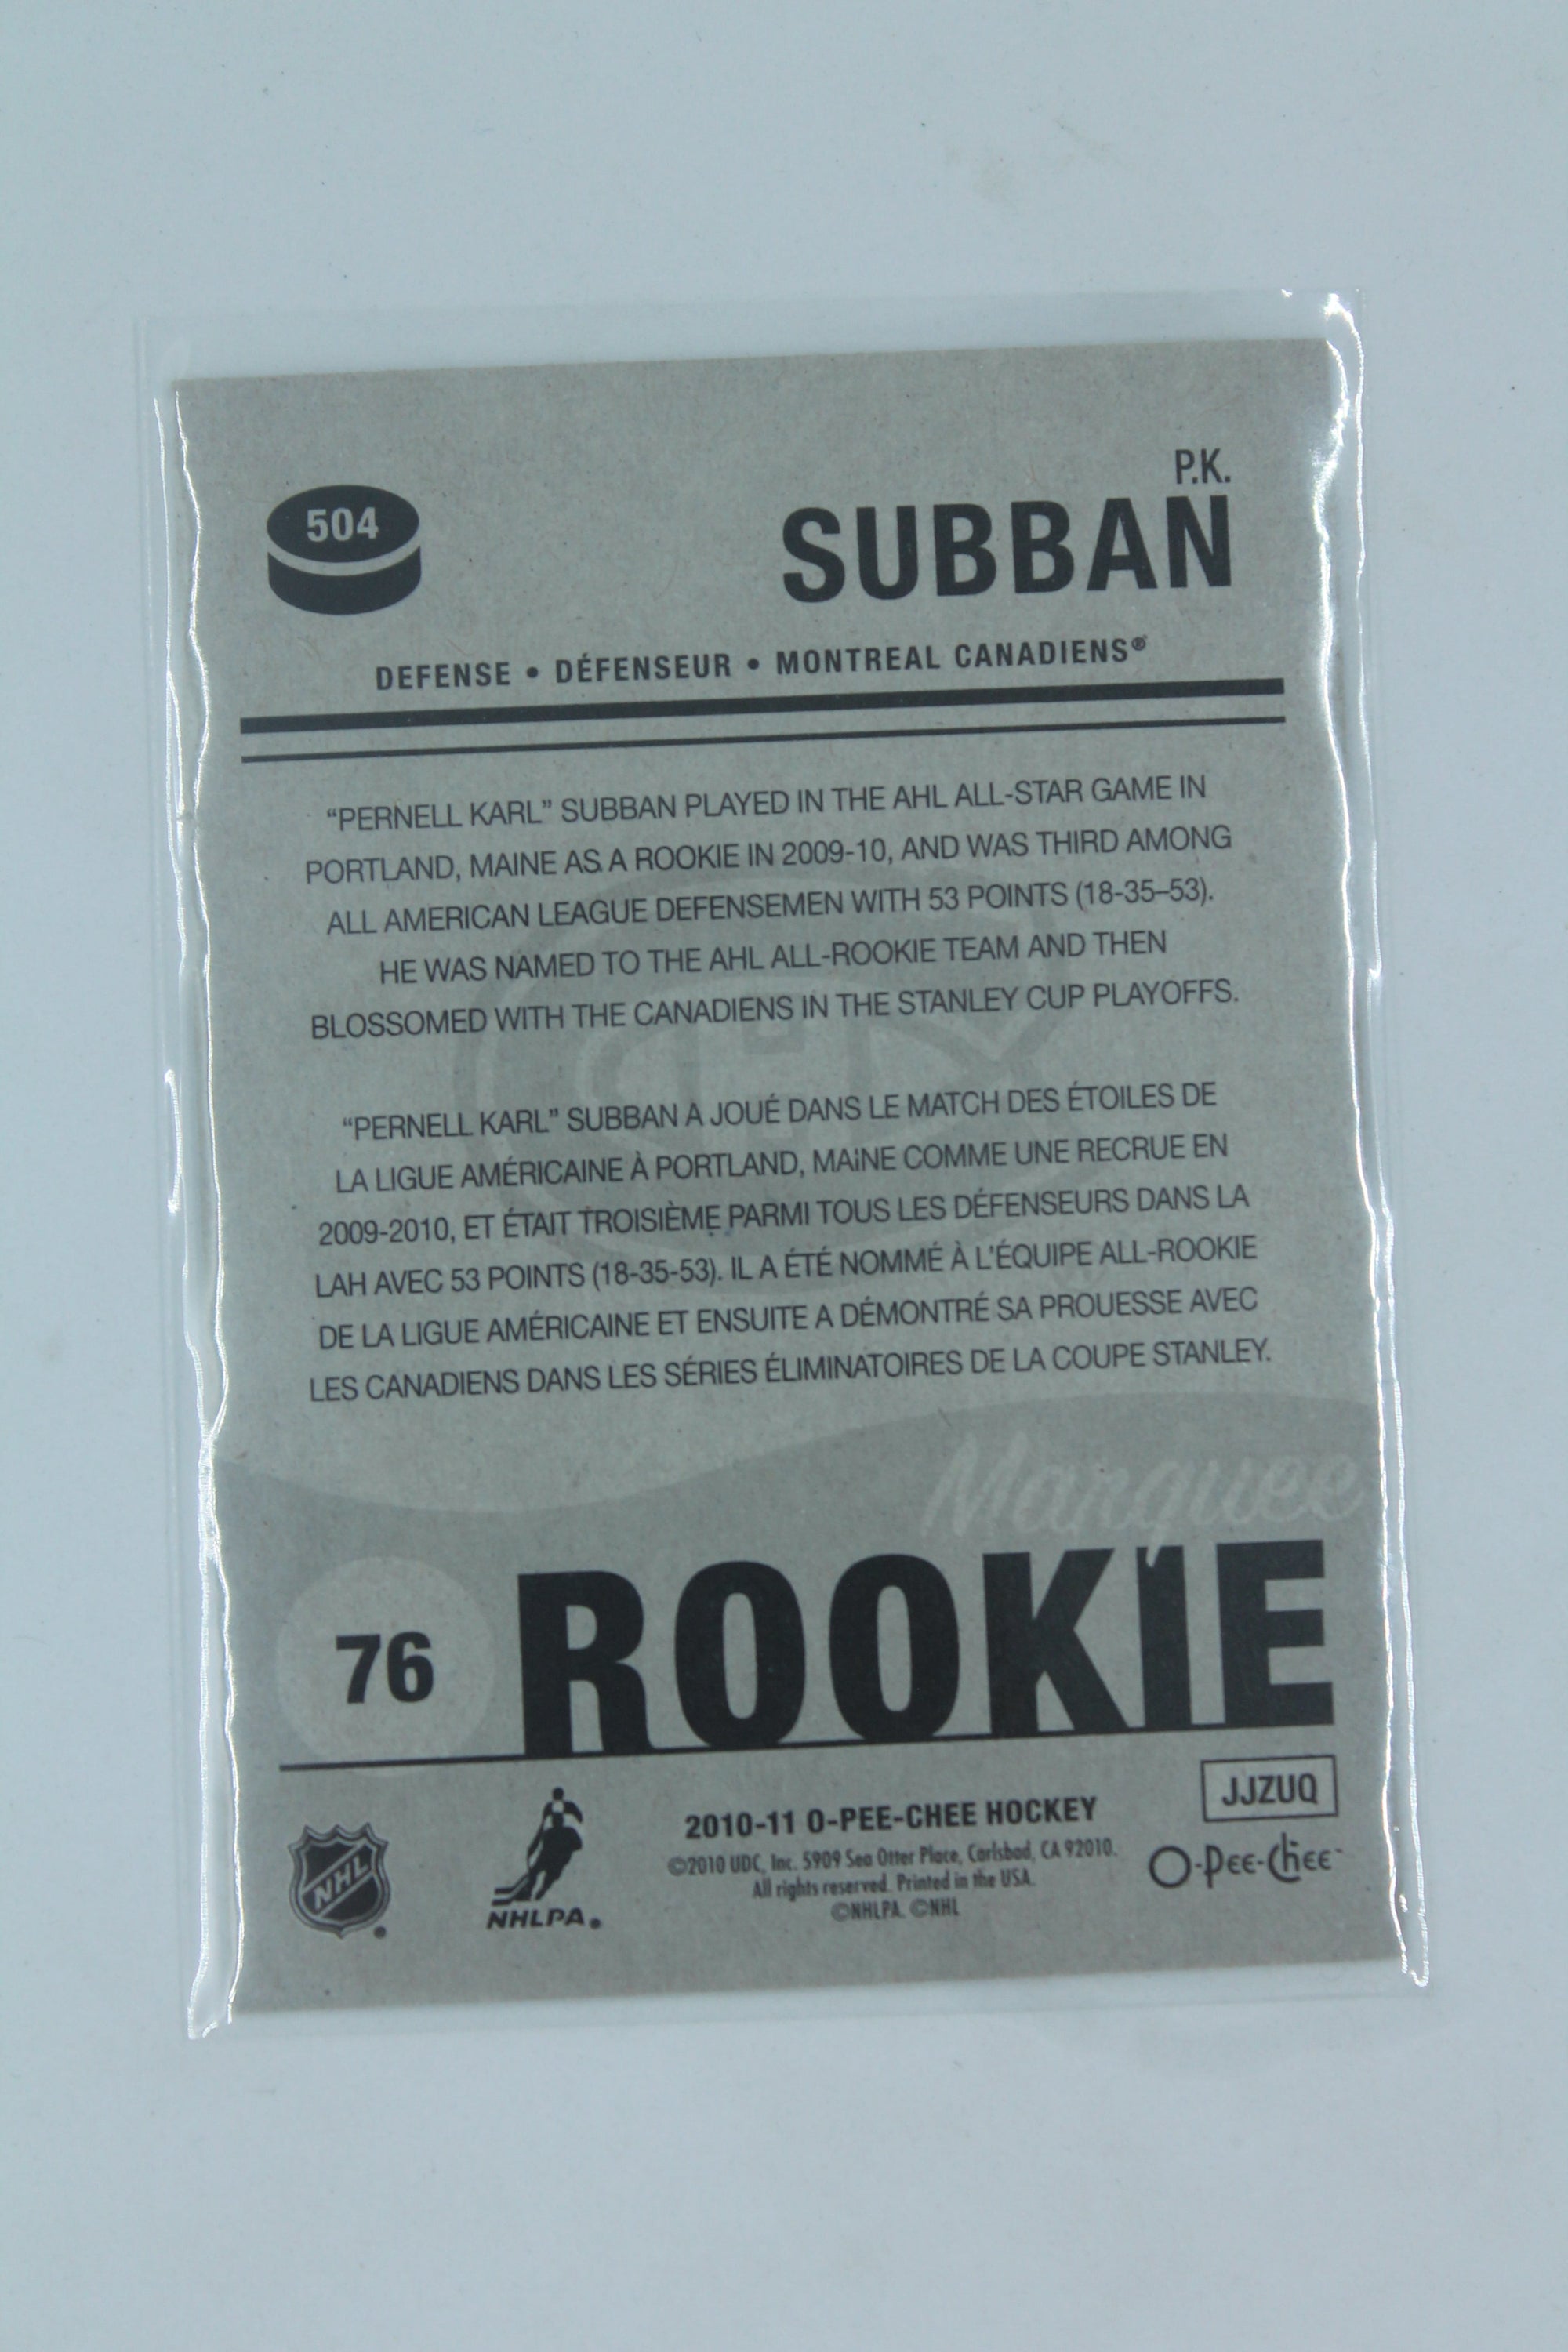 504
P.K.
SUBBAN
DEFENSE • DÉFENSEUR • MONTREAL CANADIENS®
“PERNELL KARL” SUBBAN PLAYED IN THE AHL ALL-STAR GAME IN
PORTLAND, MAINE AS A ROOKIE IN 2009-10, AND WAS THIRD AMONG
ALL AMERICAN LEAGUE DEFENSEMEN WITH 53 POINTS (18-35–53).
HE WAS NAMED TO THE AHL ALL-ROOKIE TEAM AND THEN
BLOSSOMED WITH THE CANADIENS IN THE STANLEY CUP PLAYOFFS.
“PERNELL KARL” SUBBAN A JOUÉ DANS LE MATCH DES ÉTOILES DE
LA LIGUE AMÉRICAINE À PORTLAND, MAiNE COMME UNE RECRUE EN
2009-2010, ET ÉTAIT TROISIÈME PARMI TOUS LES DÉFENSEURS DANS LA
LAH AVEC 53 POINTS (18-35-53). IL A ÉTÉ NOMMÉ À L'ÉQUIPE ALL-ROOKIE
DE LA LIGUE AMÉRICAINE ET ENSUITE A DÉMONTRÉ SA PROUESSE AVEC
LES CANADIENS DANS LES SÉRIES ÉLIMINATOIRES DE LA COUPE STANLEY.
Marquee
76 ROOKIE
JJZUQ
NHL
NHLPA
2010-11 O-PEE-CHEE HOCKEY
©2010 UDC, Inc. 5909 Sea Otter Place, Carlsbad, CA 92010.
All rights reserved. Printed in the USA.
©NHLPA. ©NHL
O-PEE-Chee